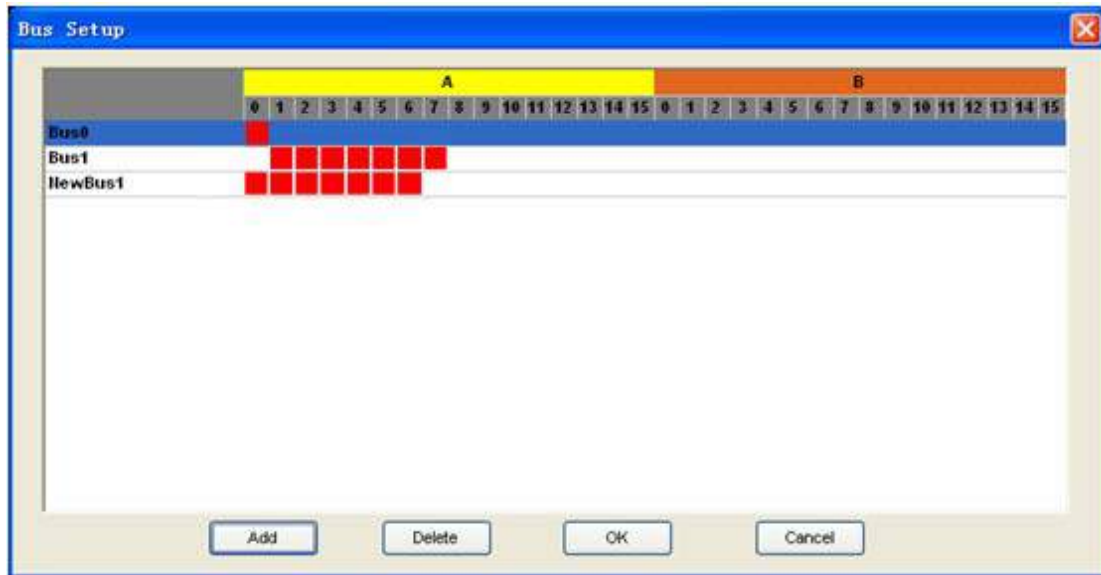 Bus Setup
A B
0 1 2 3 4 5 6 7 8 9 10 11 12 13 14 15 0 1 2 3 4 5 6 7 8 9 10 11 12 13 14 15
Bus0
Bus1
NewBus1
Add Delete OK Cancel